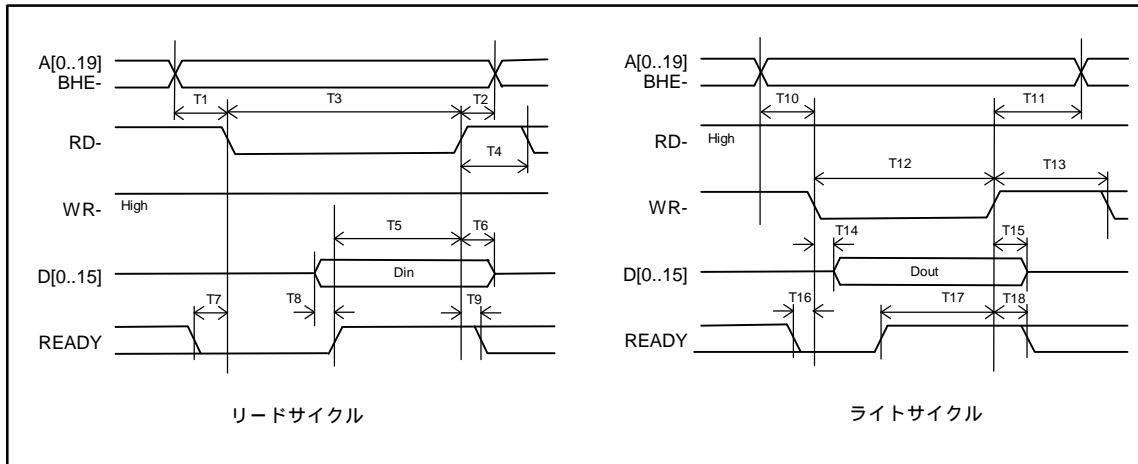 A[0..19]
BHE-
T1
T3
T2
RD-
T4
WR-
High
T5
T6
D[0..15]
Din
T7
T8
T9
READY
リードサイクル
A[0..19]
BHE-
T10
T11
RD-
High
T12
T13
WR-
T14
T15
D[0..15]
Dout
T16
T17
T18
READY
ライトサイクル